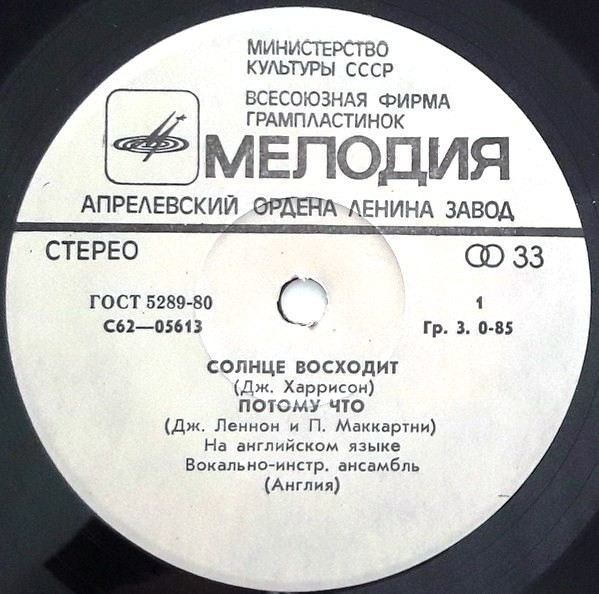 МИНИСТЕРСТВО
КУЛЬТУРЫ СССР
ВСЕСОЮЗНАЯ ФИРМА
ГРАМПЛАСТИНОК
МЕЛОДИЯ
АПРЕЛЕВСКИЙ ОРДЕНА ЛЕНИНА ЗАВОД
СТЕРЕО 33
ГОСТ 5289-80 1
С62—05613 Гр. 3. 0-85
СОЛНЦЕ ВОСХОДИТ
(Дж. Харрисон)
ПОТОМУ ЧТО
(Дж. Леннон и П. Маккартни)
На английском языке
Вокально-инстр. ансамбль
(Англия)